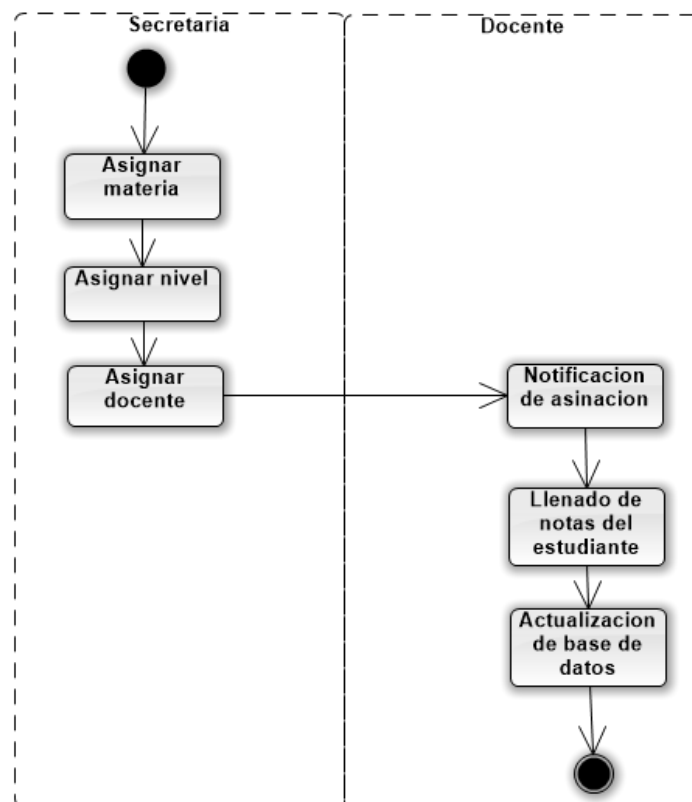 Secretaria
Docente
Asignar
materia
Asignar nivel
Asignar
docente
Notificacion
de asinacion
Llenado de
notas del
estudiante
Actualizacion
de base de
datos